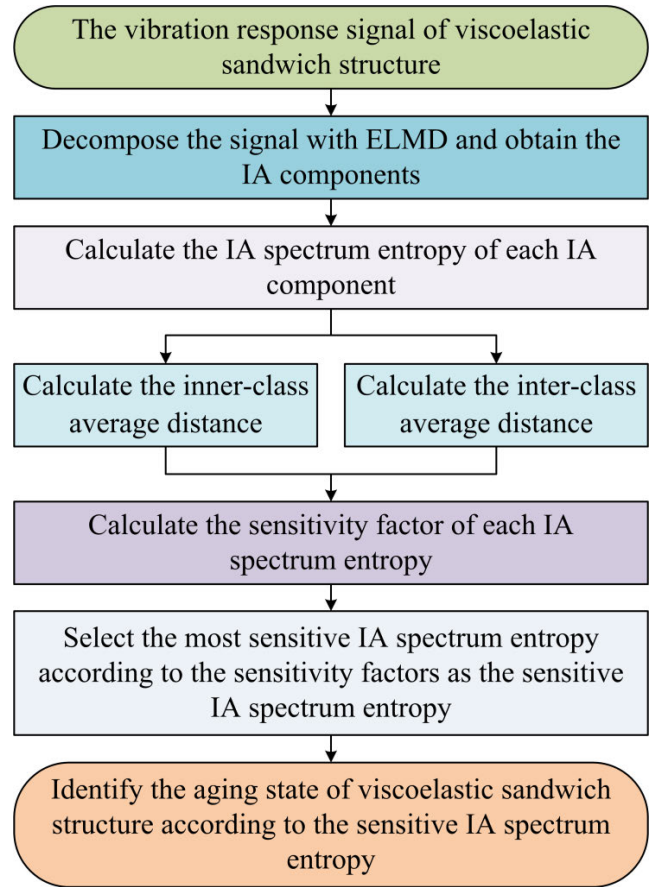 The vibration response signal of viscoelastic
sandwich structure
Decompose the signal with ELMD and obtain the
IA components
Calculate the IA spectrum entropy of each IA
component
Calculate the inner-class
average distance
Calculate the inter-class
average distance
Calculate the sensitivity factor of each IA
spectrum entropy
Select the most sensitive IA spectrum entropy
according to the sensitivity factors as the sensitive
IA spectrum entropy
Identify the aging state of viscoelastic sandwich
structure according to the sensitive IA spectrum
entropy